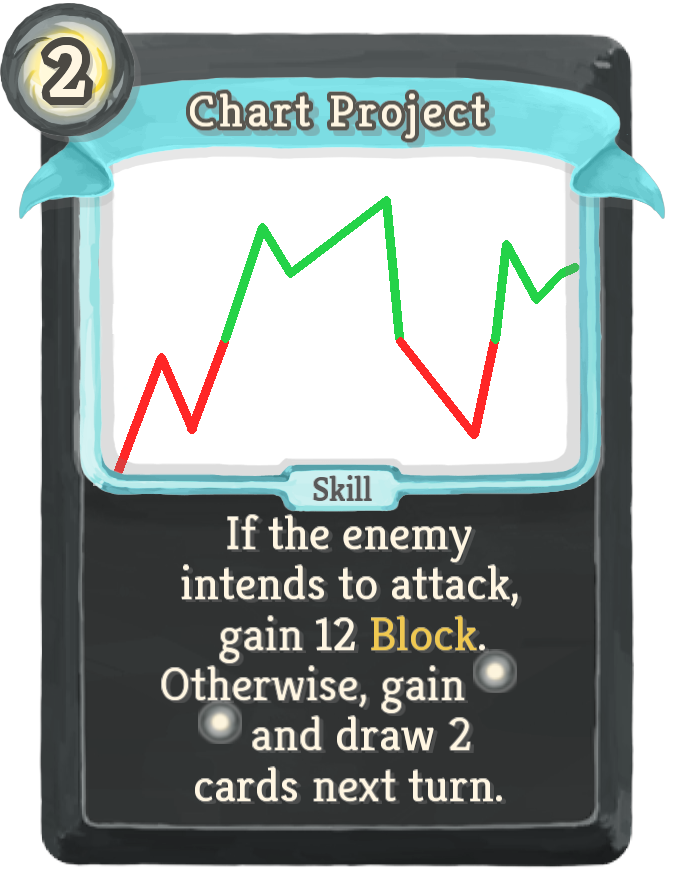 2
Chart Project
Skill
If the enemy
intends to attack,
gain 12 Block.
Otherwise, gain
and draw 2
cards next turn.